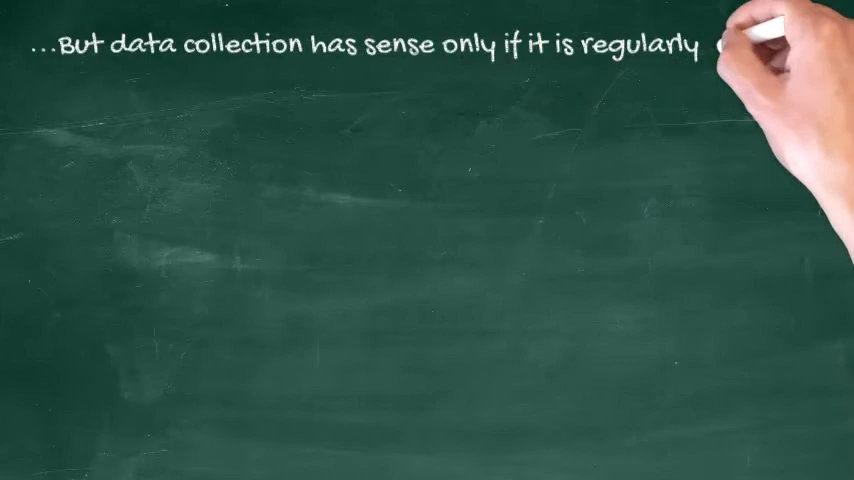 ...But data collection has sense only if it is regularly